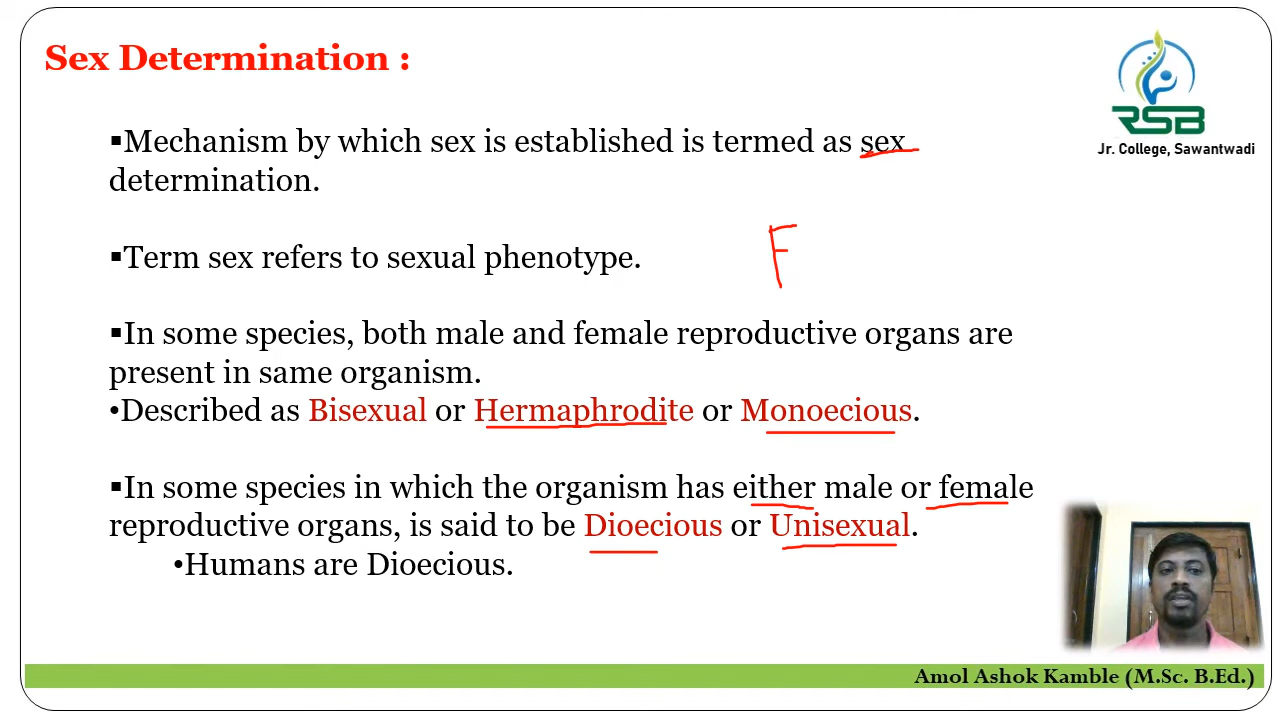 Sex Determination :
RSB
Jr. College, Sawantwadi
▪Mechanism by which sex is established is termed as sex
determination.
▪Term sex refers to sexual phenotype.
F
▪In some species, both male and female reproductive organs are
present in same organism.
•Described as Bisexual or Hermaphrodite or Monoecious.
▪In some species in which the organism has either male or female
reproductive organs, is said to be Dioecious or Unisexual.
•Humans are Dioecious.
Amol Ashok Kamble (M.Sc. B.Ed.)